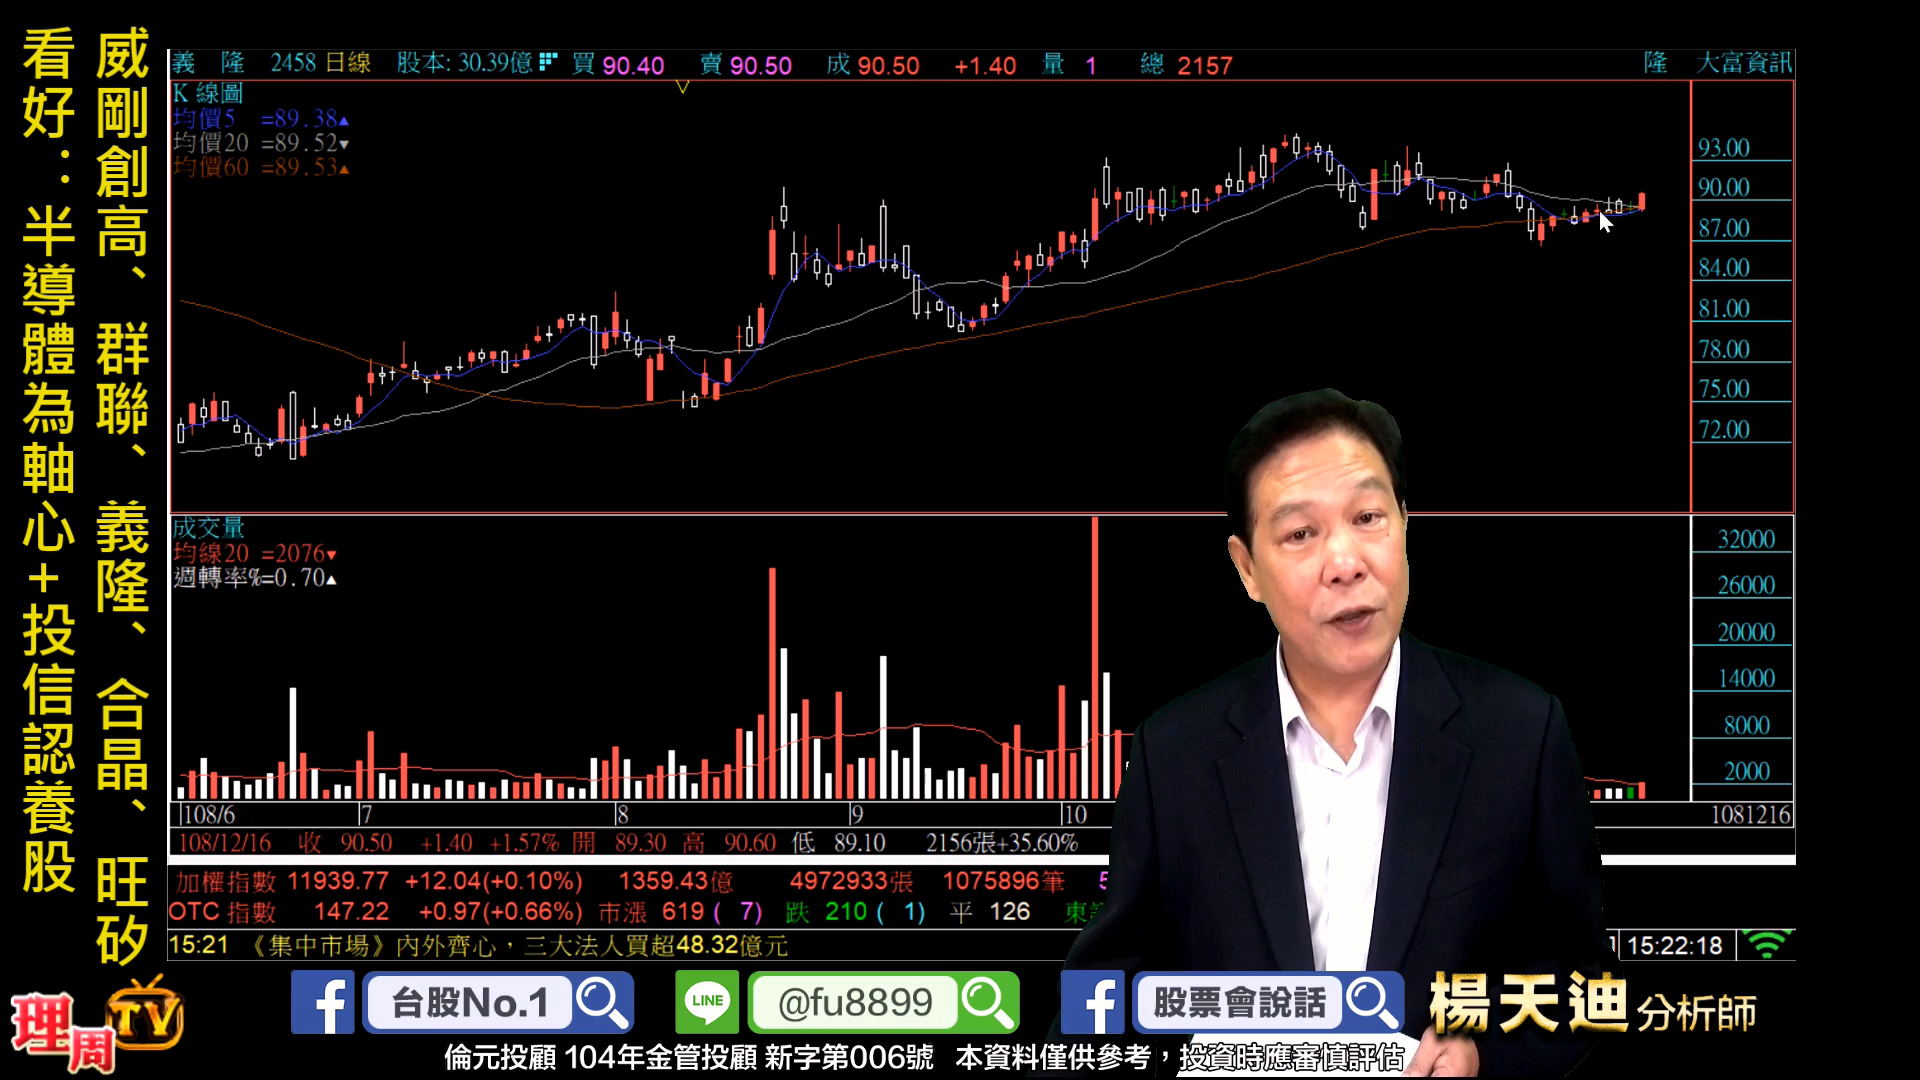 威剛創高、群聯、義隆、合晶、旺矽
看好：半導體為軸心+投信認養股
義 隆 2458 日線 股本: 30.39億 買 90.40 賣 90.50 成 90.50 +1.40 量 1 總 2157 隆 大富資訊
K 線圖
均價5 =89.38▲
均價20 =89.52▼
均價60 =89.53▲
93.00
90.00
87.00
84.00
81.00
78.00
75.00
72.00
成交量
均線20 =2076▼
週轉率%=0.70▲
32000
26000
20000
14000
8000
2000
108/6 7 8 9 10 1081216
108/12/16 收 90.50 +1.40 +1.57% 開 89.30 高 90.60 低 89.10 2156張+35.60%
加權指數 11939.77 +12.04(+0.10%) 1359.43億 4972933張 1075896筆 5
OTC 指數 147.22 +0.97(+0.66%) 市漲 619 ( 7) 跌 210 ( 1) 平 126 東
15:21 《集中市場》內外齊心，三大法人買超48.32億元 15:22:18
理周TV
f 台股No.1
LINE @fu8899
f 股票會說話
楊天迪 分析師
倫元投顧 104年金管投顧 新字第006號 本資料僅供參考，投資時應審慎評估